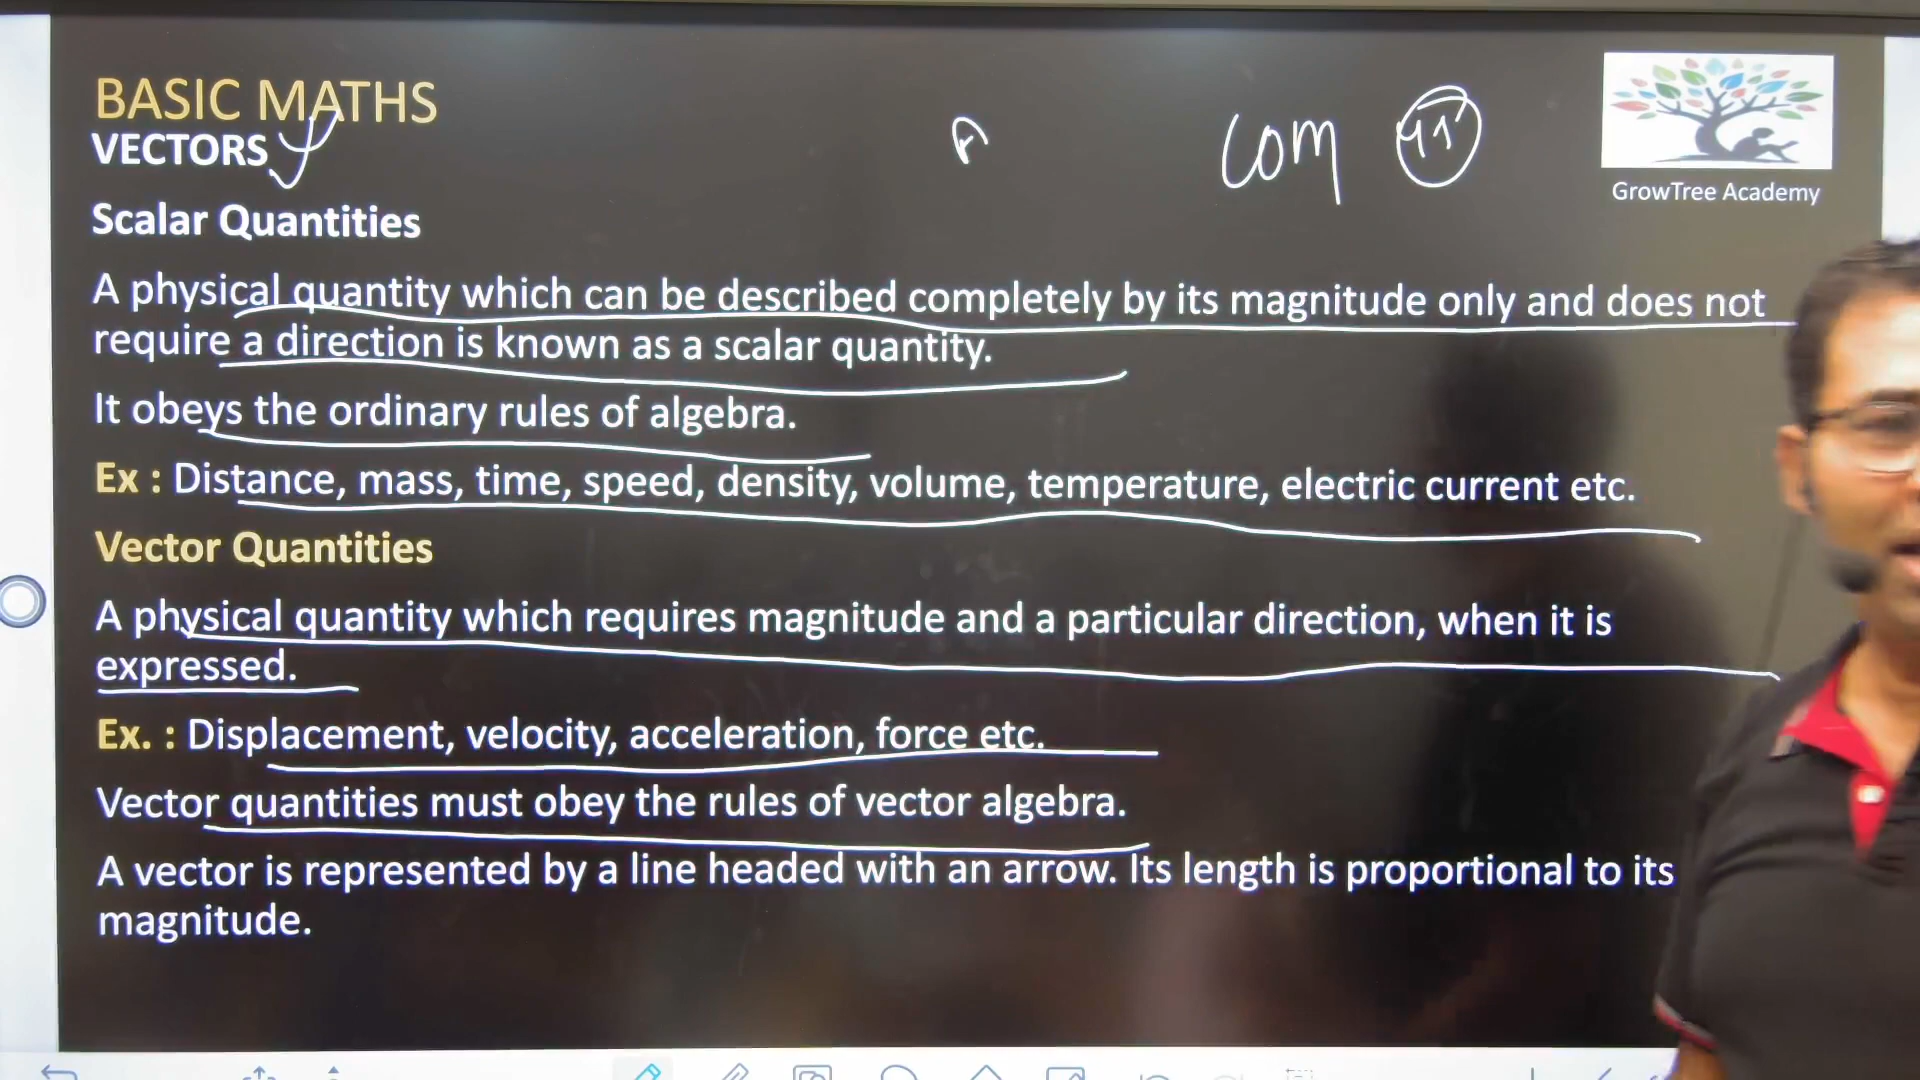 BASIC MATHS
VECTORS
com 11
GrowTree Academy
Scalar Quantities
A physical quantity which can be described completely by its magnitude only and does not
require a direction is known as a scalar quantity.
It obeys the ordinary rules of algebra.
Ex : Distance, mass, time, speed, density, volume, temperature, electric current etc.
Vector Quantities
A physical quantity which requires magnitude and a particular direction, when it is
expressed.
Ex. : Displacement, velocity, acceleration, force etc.
Vector quantities must obey the rules of vector algebra.
A vector is represented by a line headed with an arrow. Its length is proportional to its
magnitude.